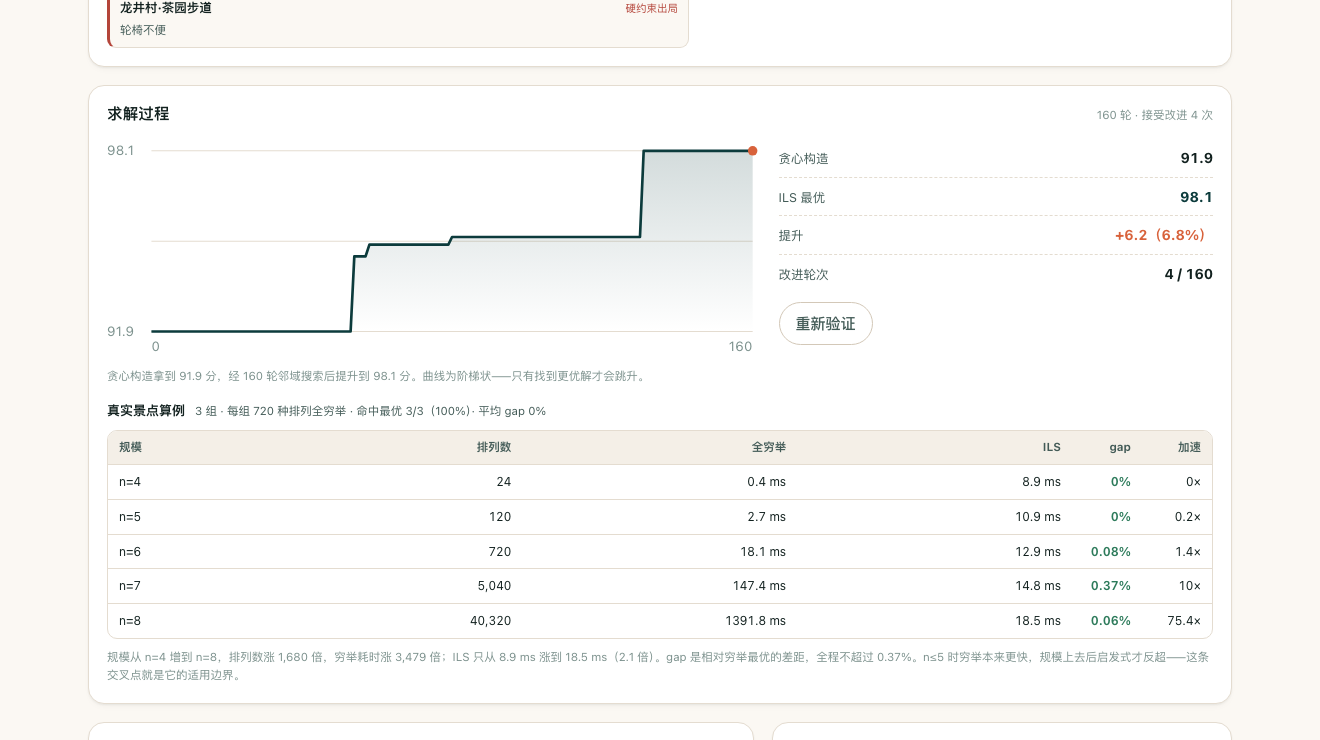 龙井村·茶园步道 硬约束出局
轮椅不便
求解过程 160 轮 · 接受改进 4 次
98.1
91.9
0 160
贪心构造 91.9
ILS 最优 98.1
提升 +6.2（6.8%）
改进轮次 4 / 160
重新验证
贪心构造拿到 91.9 分，经 160 轮邻域搜索后提升到 98.1 分。曲线为阶梯状——只有找到更优解才会跳升。
真实景点算例 3 组 · 每组 720 种排列全穷举 · 命中最优 3/3（100%）· 平均 gap 0%
规模 排列数 全穷举 ILS gap 加速
n=4 24 0.4 ms 8.9 ms 0% 0×
n=5 120 2.7 ms 10.9 ms 0% 0.2×
n=6 720 18.1 ms 12.9 ms 0.08% 1.4×
n=7 5,040 147.4 ms 14.8 ms 0.37% 10×
n=8 40,320 1391.8 ms 18.5 ms 0.06% 75.4×
规模从 n=4 增到 n=8，排列数涨 1,680 倍，穷举耗时涨 3,479 倍；ILS 只从 8.9 ms 涨到 18.5 ms（2.1 倍）。gap 是相对穷举最优的差距，全程不超过 0.37%。n≤5 时穷举本来更快，规模上去后启发式才反超——这条
交叉点就是它的适用边界。